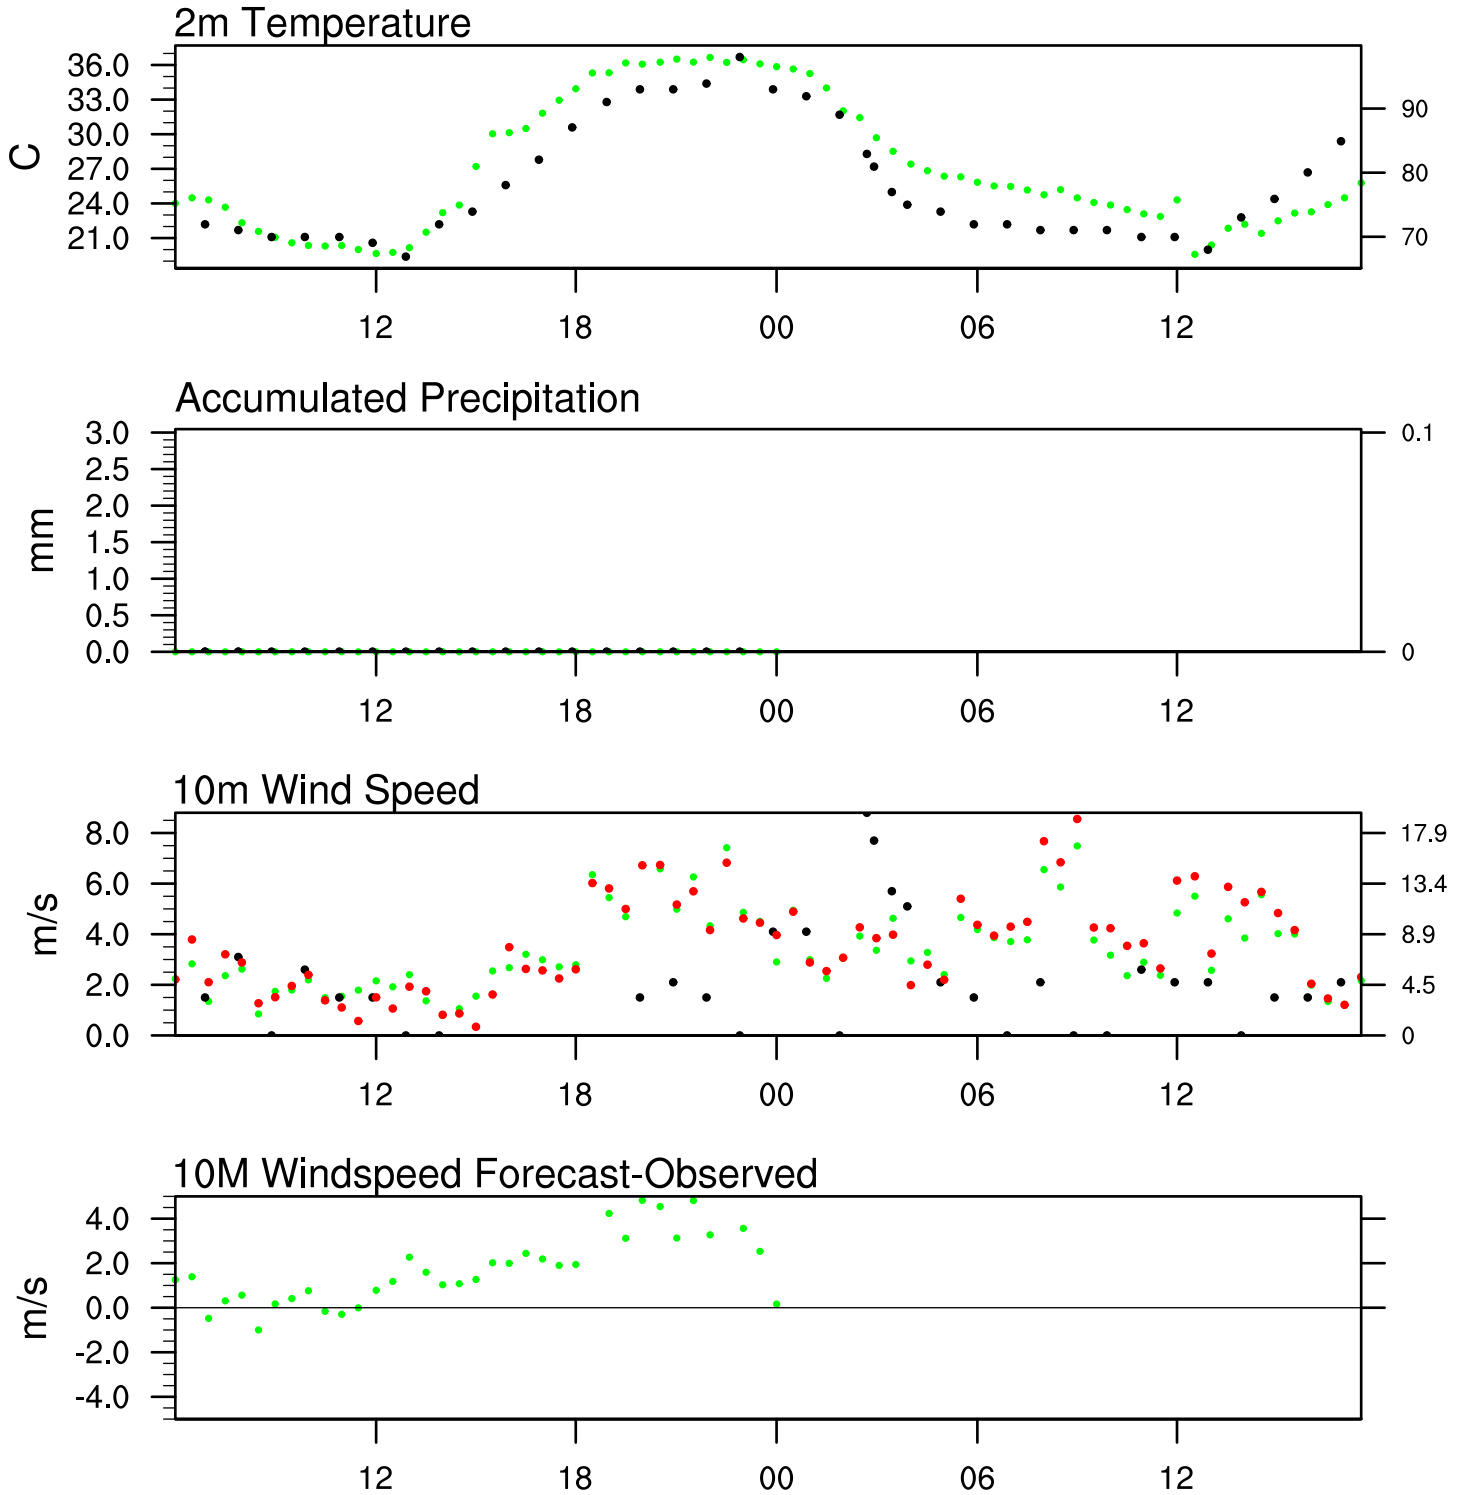 2m Temperature
36.0
33.0
30.0
27.0
24.0
21.0
C
90
80
70
12 18 00 06 12
Accumulated Precipitation
3.0
2.5
2.0
1.5
1.0
0.5
0.0
mm
0.1
0
12 18 00 06 12
10m Wind Speed
8.0
6.0
4.0
2.0
0.0
m/s
17.9
13.4
8.9
4.5
0
12 18 00 06 12
10M Windspeed Forecast-Observed
4.0
2.0
0.0
-2.0
-4.0
m/s
12 18 00 06 12